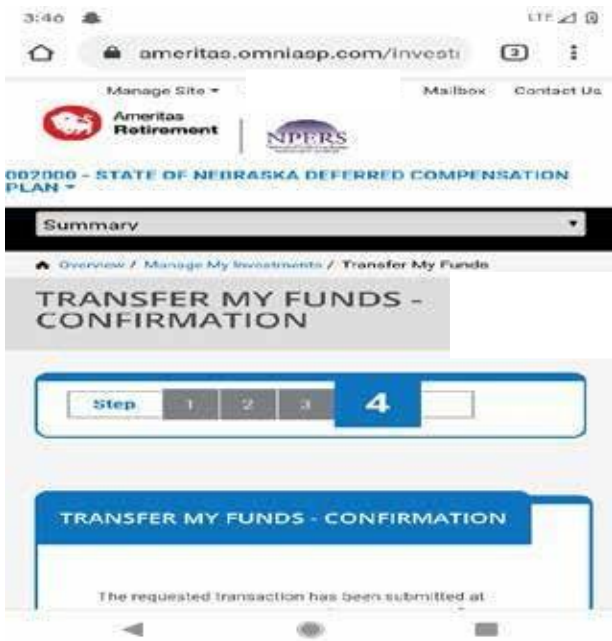 3:46 LTE
ameritas.omniasp.com/investi 3
Manage Site Mailbox Contact Us
Ameritas
Retirement
NPERS
002000 - STATE OF NEBRASKA DEFERRED COMPENSATION
PLAN
Summary
Overview / Manage My Investments / Transfer My Funds
TRANSFER MY FUNDS -
CONFIRMATION
Step 1 2 3 4
TRANSFER MY FUNDS - CONFIRMATION
The requested transaction has been submitted at